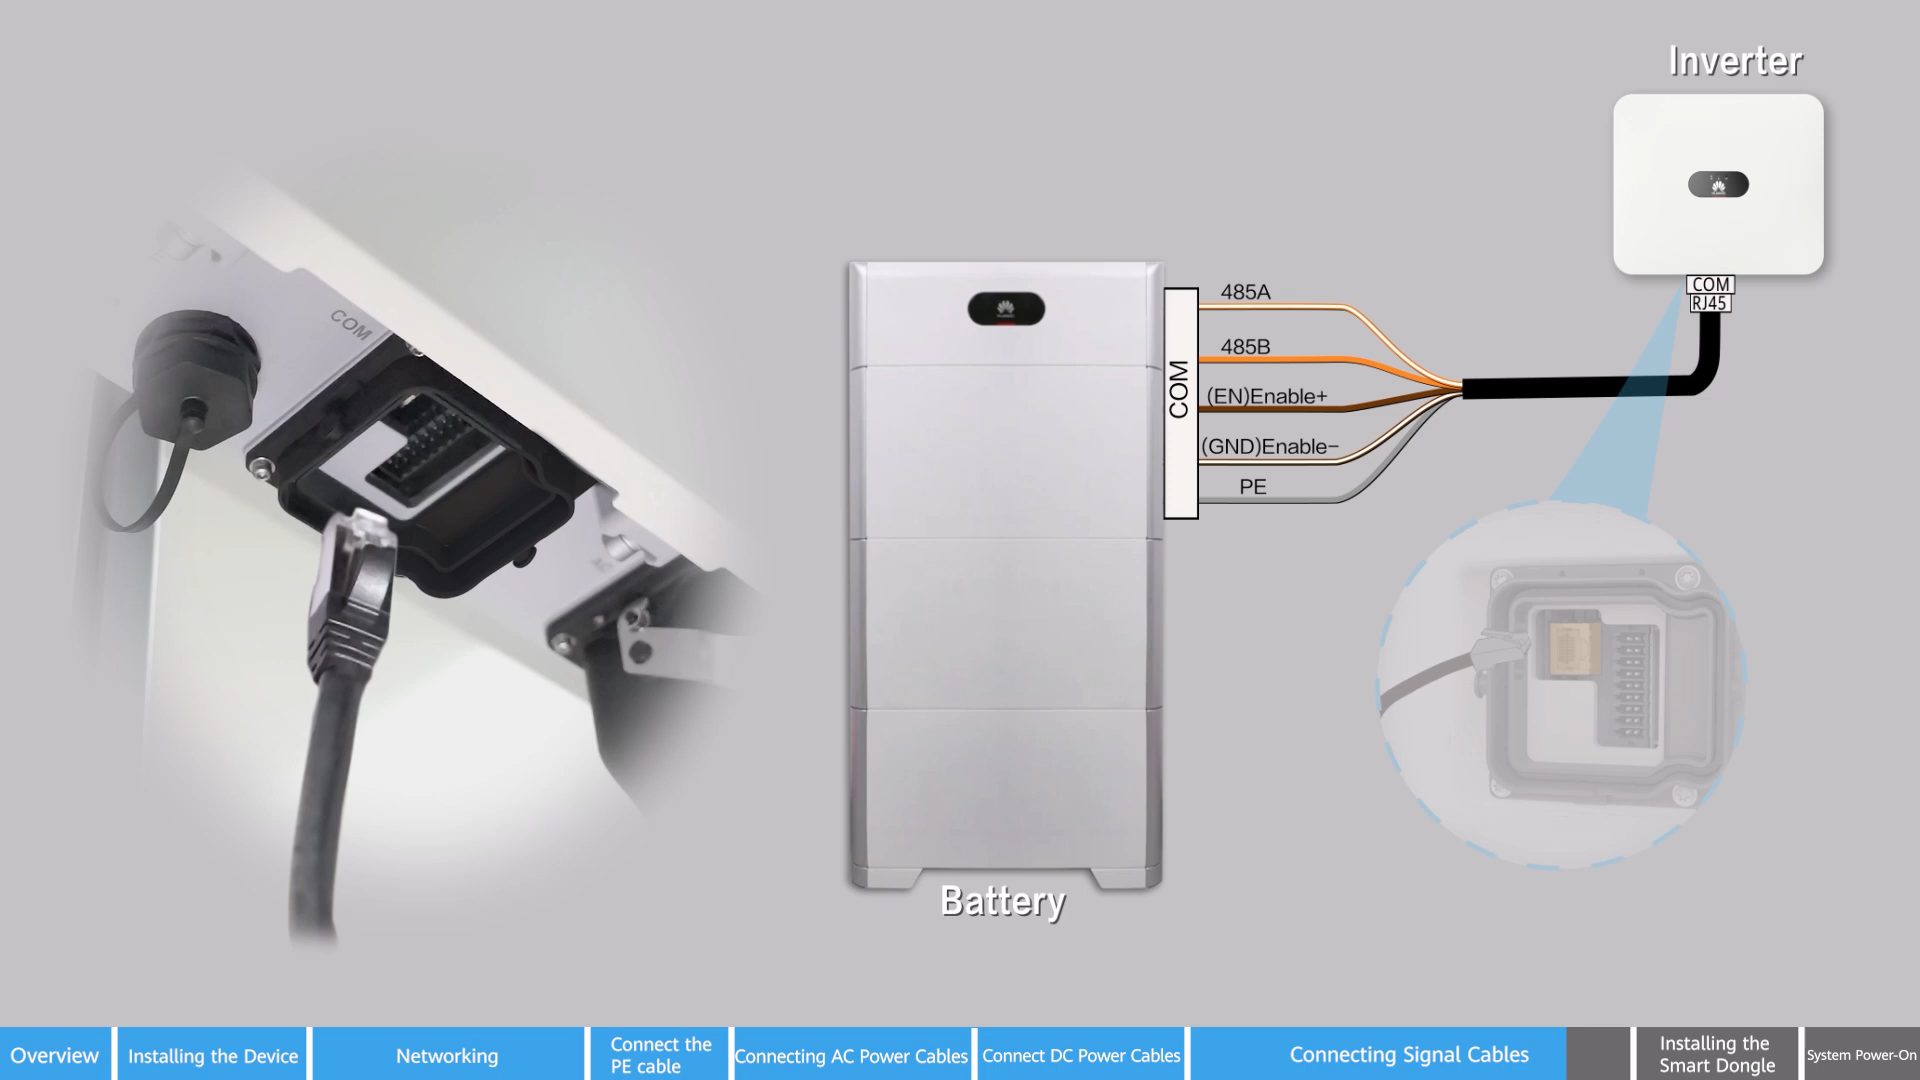 Inverter
COM
RJ45
COM
485A
485B
(EN)Enable+
(GND)Enable−
PE
COM
AC
Battery
Overview
Installing the Device
Networking
Connect the
PE cable
Connecting AC Power Cables
Connect DC Power Cables
Connecting Signal Cables
Installing the
Smart Dongle
System Power-On